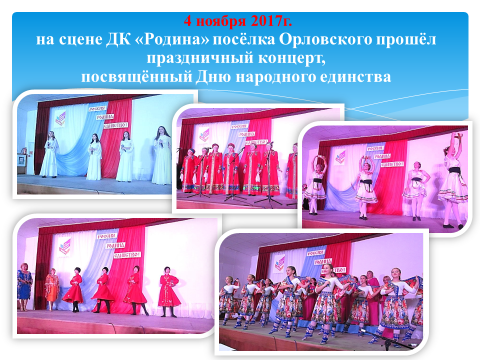 4 ноября 2017г.
на сцене ДК «Родина» посёлка Орловского прошёл
праздничный концерт,
посвящённый Дню народного единства